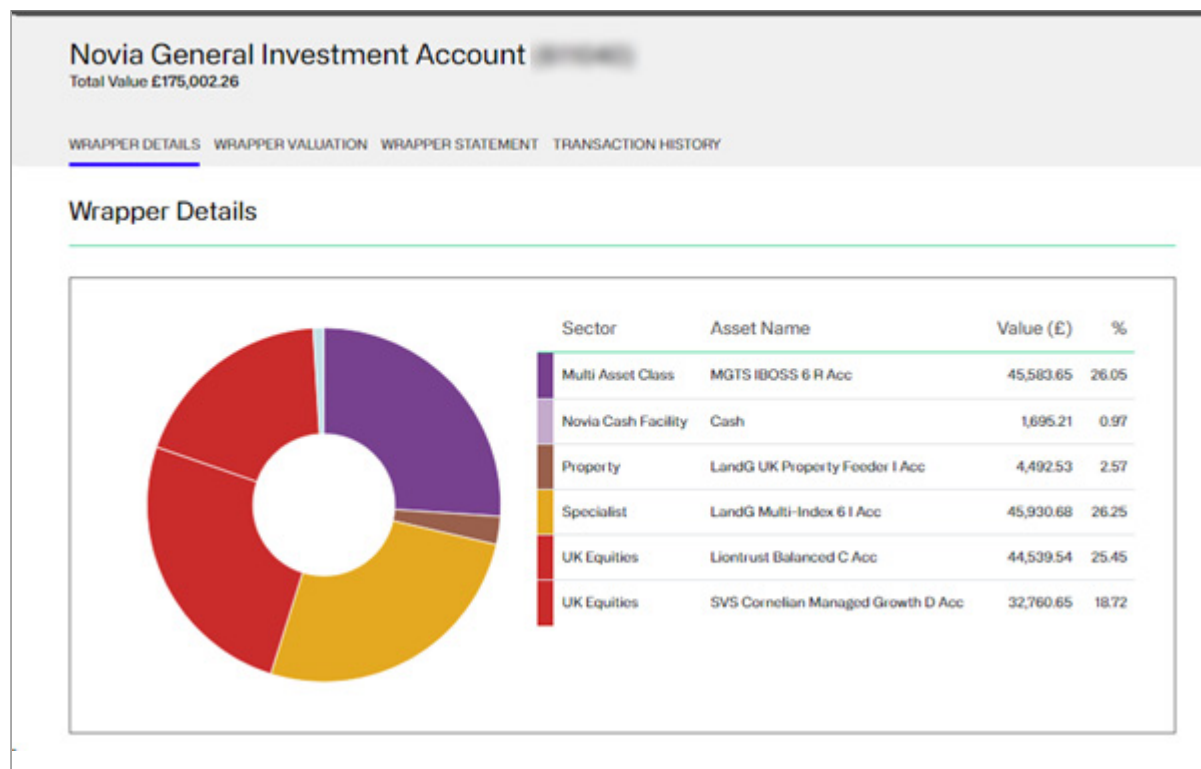 Novia General Investment Account
Total Value £175,002.26
WRAPPER DETAILS WRAPPER VALUATION WRAPPER STATEMENT TRANSACTION HISTORY
Wrapper Details
Sector Asset Name Value (£) %
Multi Asset Class MGTS IBOSS 6 R Acc 45,583.65 26.05
Novia Cash Facility Cash 1,695.21 0.97
Property LandG UK Property Feeder I Acc 4,492.53 2.57
Specialist LandG Multi-Index 6 I Acc 45,930.68 26.25
UK Equities Liontrust Balanced C Acc 44,539.54 25.45
UK Equities SVS Cornelian Managed Growth D Acc 32,760.65 18.72